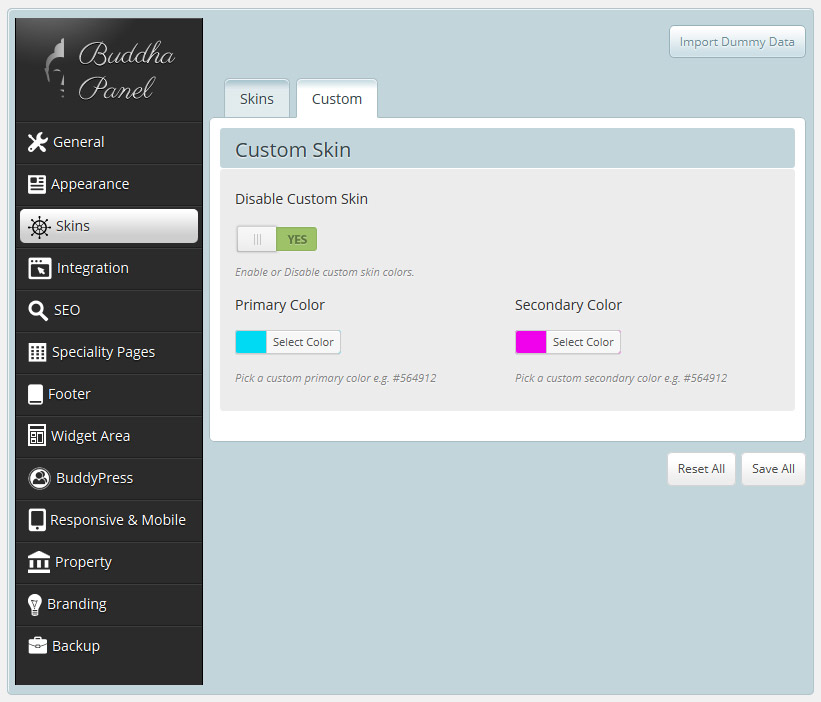 Buddha
Panel
General
Appearance
Skins
Integration
SEO
Speciality Pages
Footer
Widget Area
BuddyPress
Responsive & Mobile
Property
Branding
Backup
Import Dummy Data
Skins Custom
Custom Skin
Disable Custom Skin
YES
Enable or Disable custom skin colors.
Primary Color
Select Color
Pick a custom primary color e.g. #564912
Secondary Color
Select Color
Pick a custom secondary color e.g. #564912
Reset All Save All